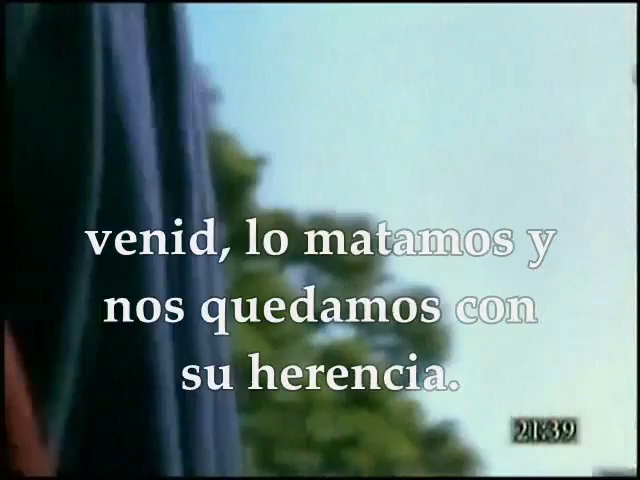 venid, lo matamos y
nos quedamos con
su herencia.
21:39